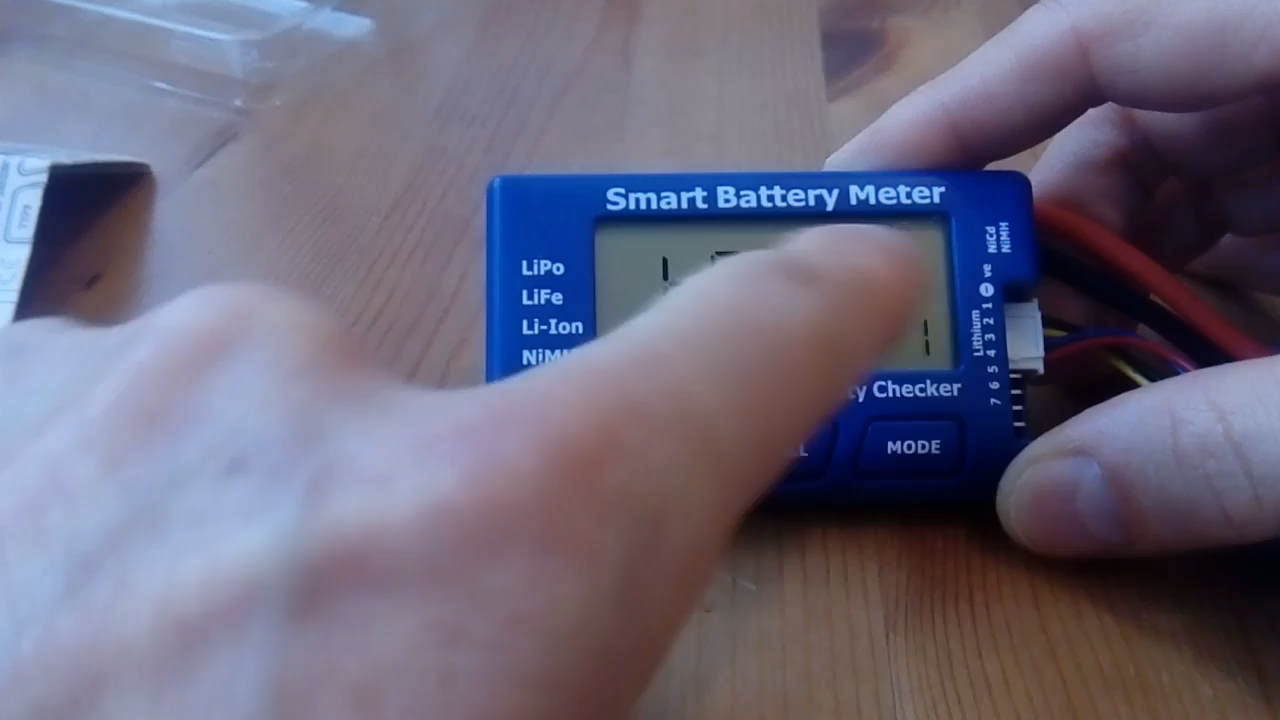 Smart Battery Meter
LiPo
LiFe
Li-Ion
NiCd
NiMH
ve
Lithium
7 6 5 4 3 2 1
Checker
MODE